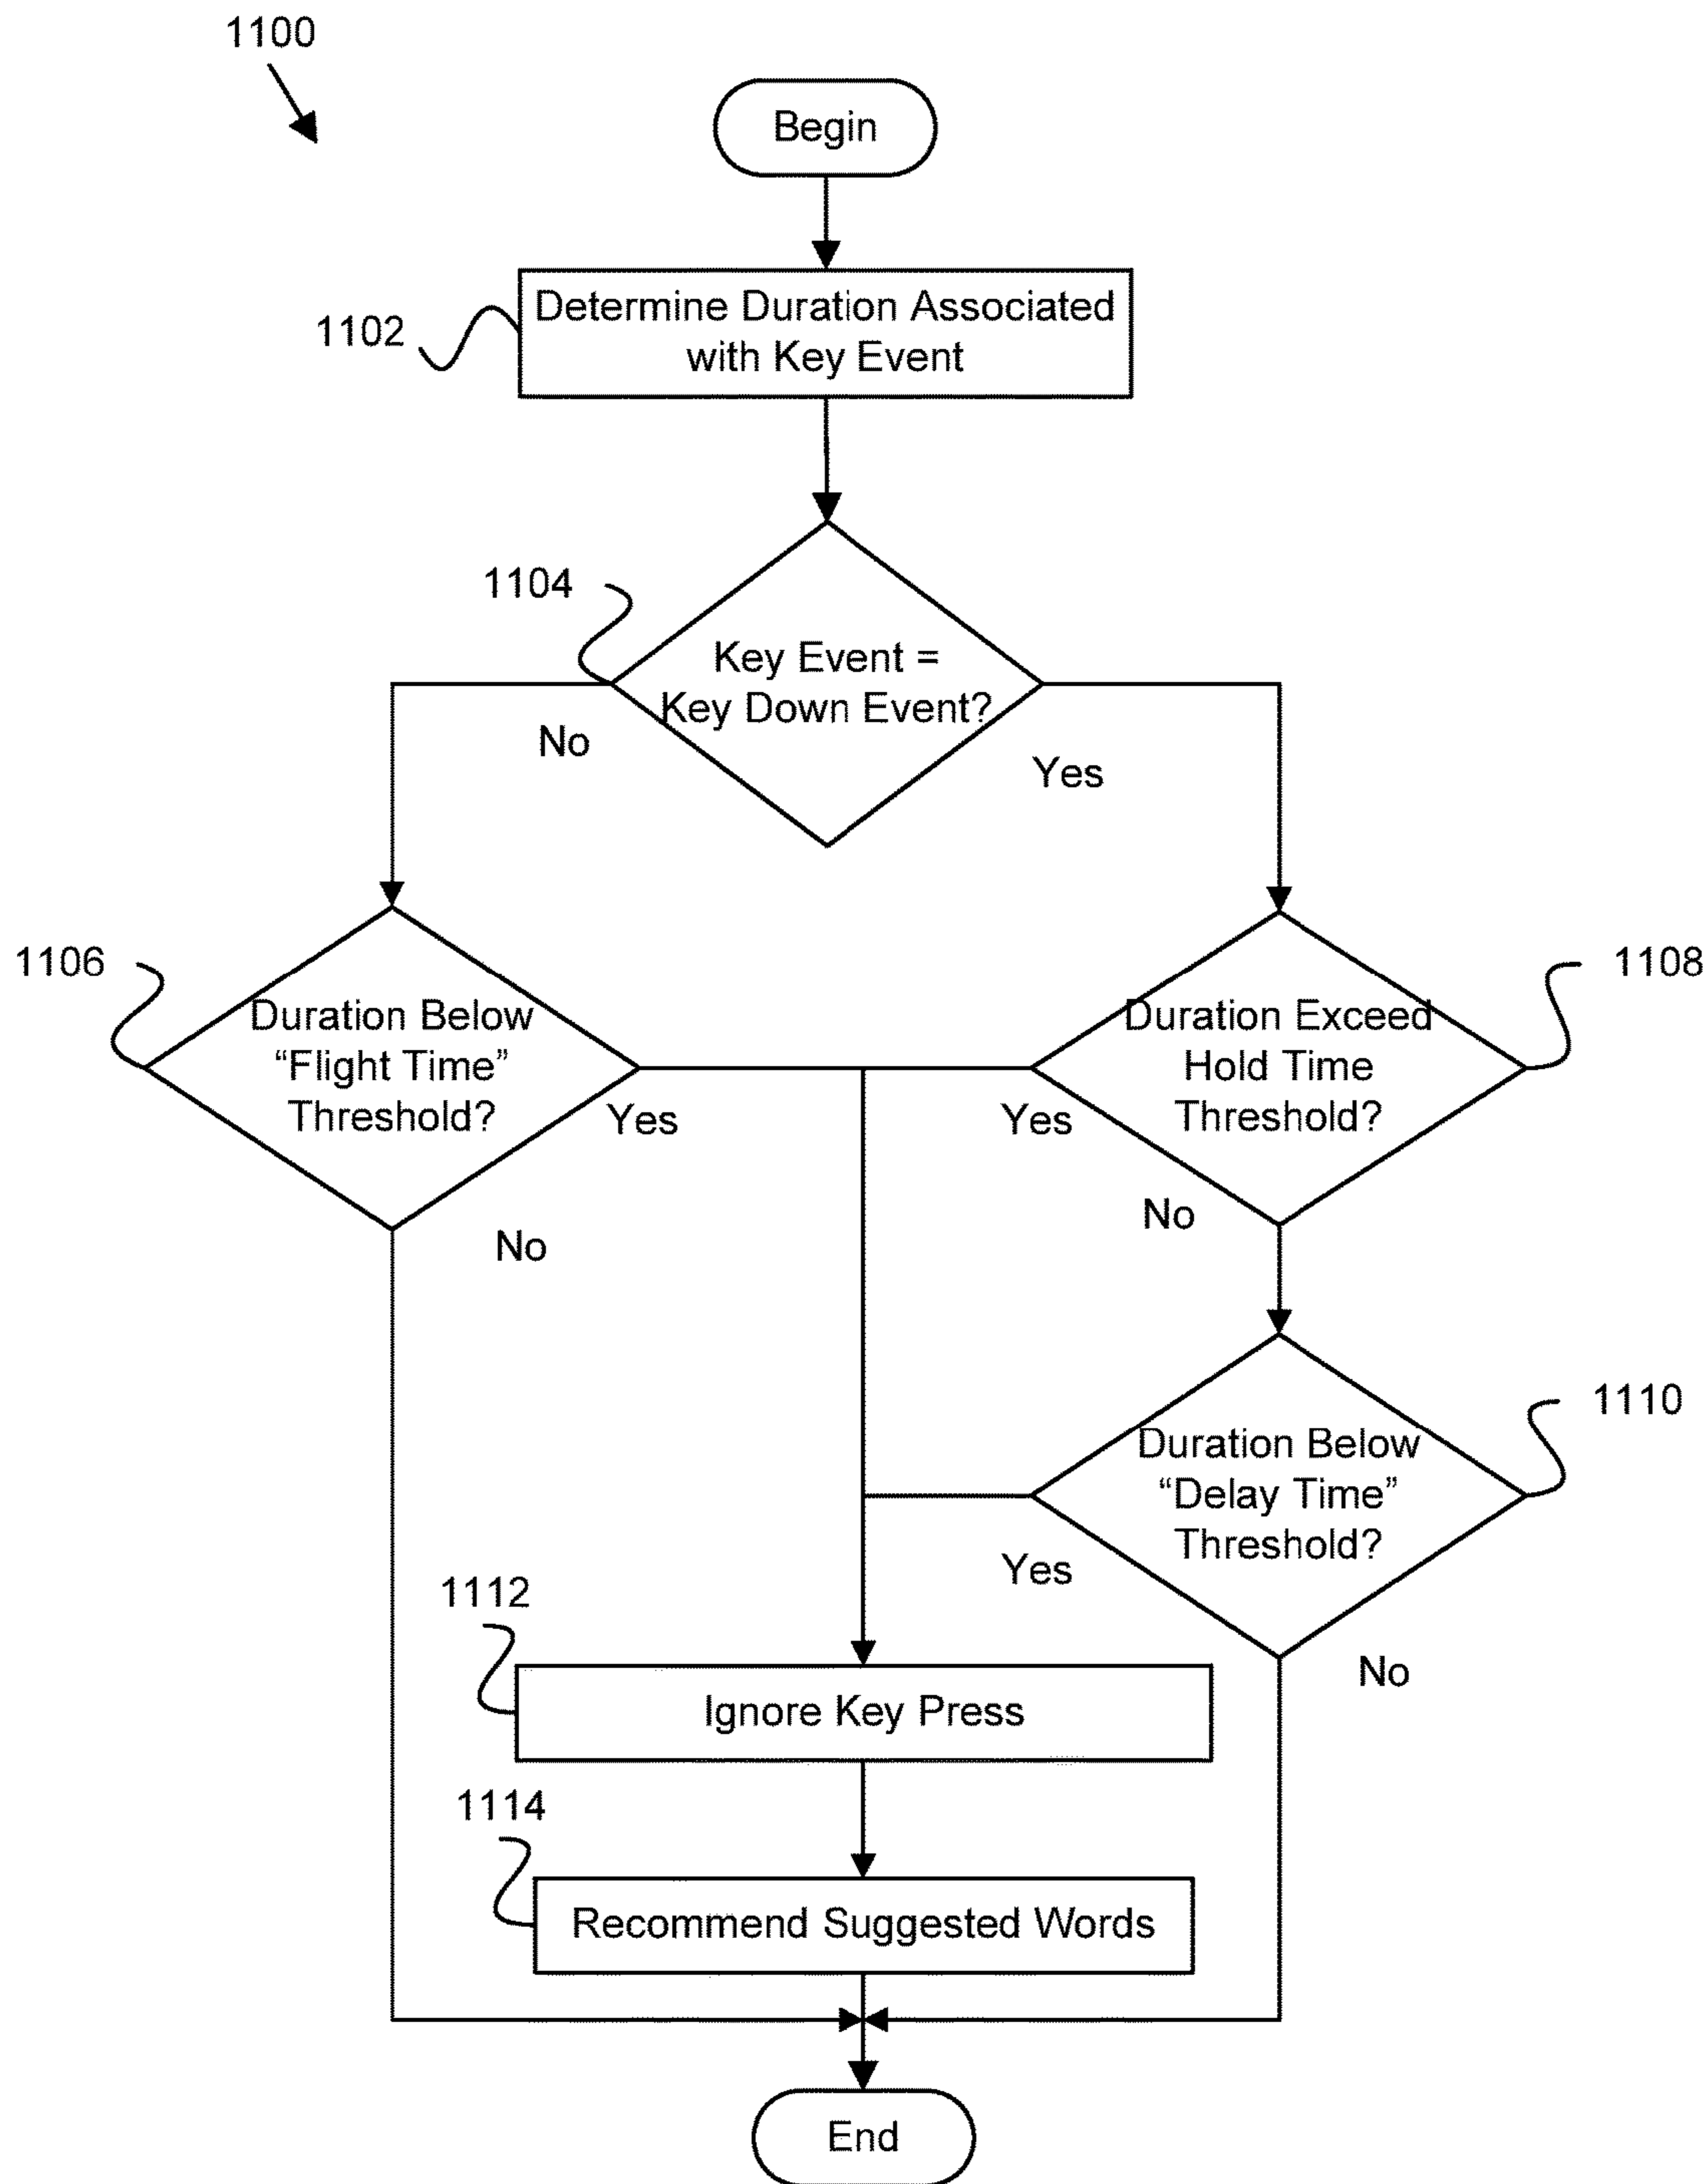 1100
Begin
Determine Duration Associated
with Key Event
1102
1104
Key Event =
Key Down Event?
No
Yes
1106
Duration Below
“Flight Time”
Threshold?
Yes
No
1108
Duration Exceed
Hold Time
Threshold?
Yes
No
1110
Duration Below
“Delay Time”
Threshold?
Yes
No
1112
Ignore Key Press
1114
Recommend Suggested Words
End